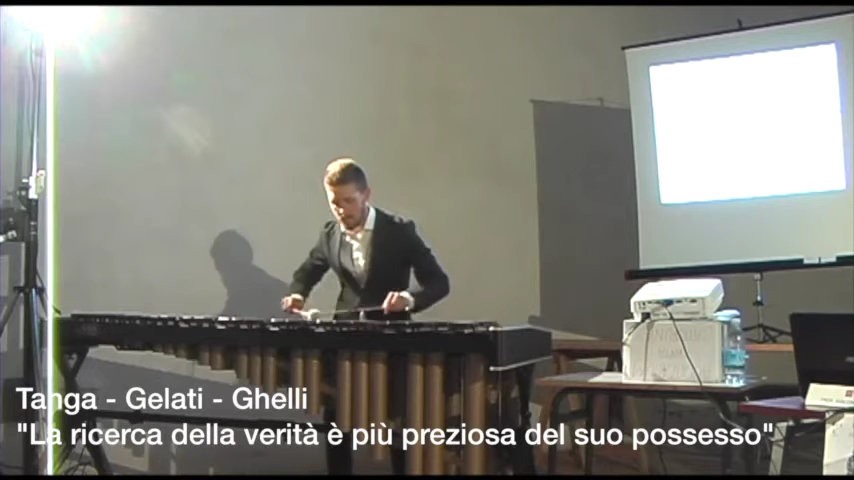 Tanga - Gelati - Ghelli
"La ricerca della verità è più preziosa del suo possesso"